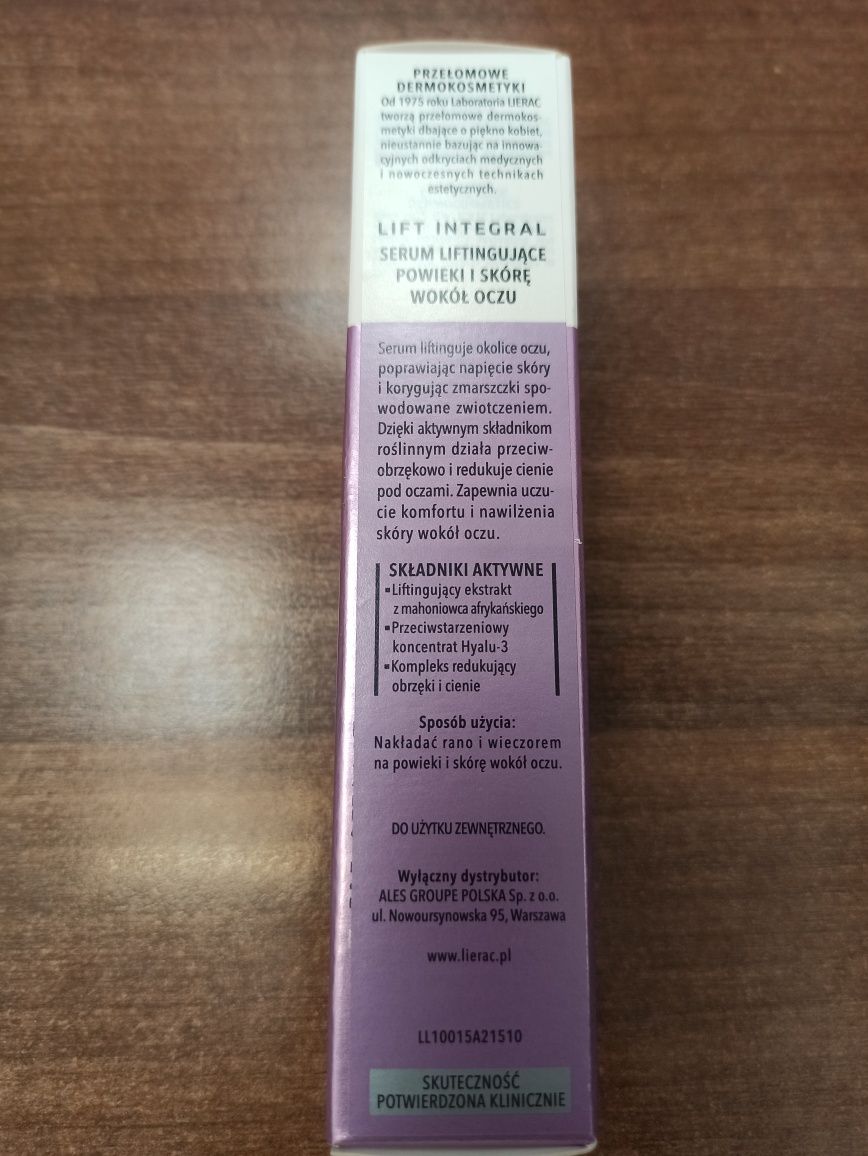 PRZEŁOMOWE
DERMOKOSMETYKI
Od 1975 roku Laboratoria LIERAC
tworzą przełomowe dermokos-
metyki dbające o piękno kobiet,
nieustannie bazując na innowa-
cyjnych odkryciach medycznych
i nowoczesnych technikach
estetycznych.
LIFT INTEGRAL
SERUM LIFTINGUJĄCE
POWIEKI I SKÓRĘ
WOKÓŁ OCZU
Serum liftinguje okolice oczu,
poprawiając napięcie skóry
i korygując zmarszczki spo-
wodowane zwiotczeniem.
Dzięki aktywnym składnikom
roślinnym działa przeciw-
obrzękowo i redukuje cienie
pod oczami. Zapewnia uczu-
cie komfortu i nawilżenia
skóry wokół oczu.
SKŁADNIKI AKTYWNE
▪Liftingujący ekstrakt
z mahoniowca afrykańskiego
▪Przeciwstarzeniowy
koncentrat Hyalu-3
▪Kompleks redukujący
obrzęki i cienie
Sposób użycia:
Nakładać rano i wieczorem
na powieki i skórę wokół oczu.
DO UŻYTKU ZEWNĘTRZNEGO.
Wyłączny dystrybutor:
ALES GROUPE POLSKA Sp. z o.o.
ul. Nowoursynowska 95, Warszawa
www.lierac.pl
LL10015A21510
SKUTECZNOŚĆ
POTWIERDZONA KLINICZNIE